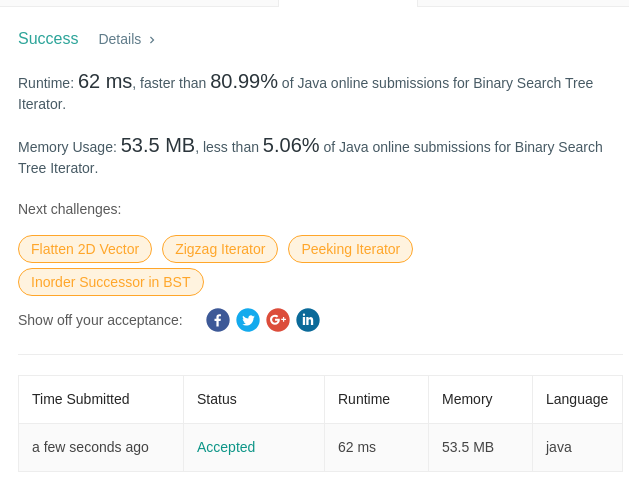 Success Details ›
Runtime: 62 ms, faster than 80.99% of Java online submissions for Binary Search Tree
Iterator.
Memory Usage: 53.5 MB, less than 5.06% of Java online submissions for Binary Search
Tree Iterator.
Next challenges:
Flatten 2D Vector Zigzag Iterator Peeking Iterator
Inorder Successor in BST
Show off your acceptance: f G+ in
Time Submitted Status Runtime Memory Language
a few seconds ago Accepted 62 ms 53.5 MB java